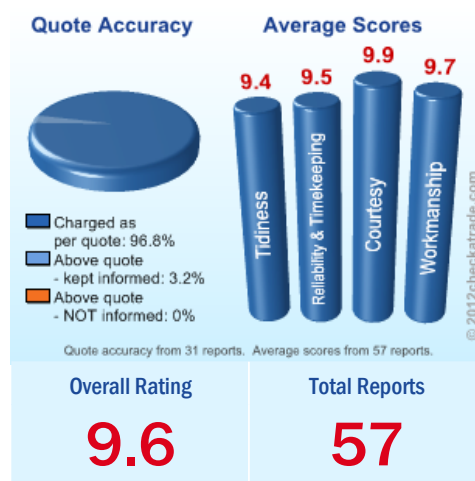 Quote Accuracy
Average Scores
9.4
9.5
9.9
9.7
Tidiness
Reliability & Timekeeping
Courtesy
Workmanship
Charged as
per quote: 96.8%
Above quote
- kept informed: 3.2%
Above quote
- NOT informed: 0%
© 2012checkatrade.com
Quote accuracy from 31 reports. Average scores from 57 reports.
Overall Rating
Total Reports
9.6
57